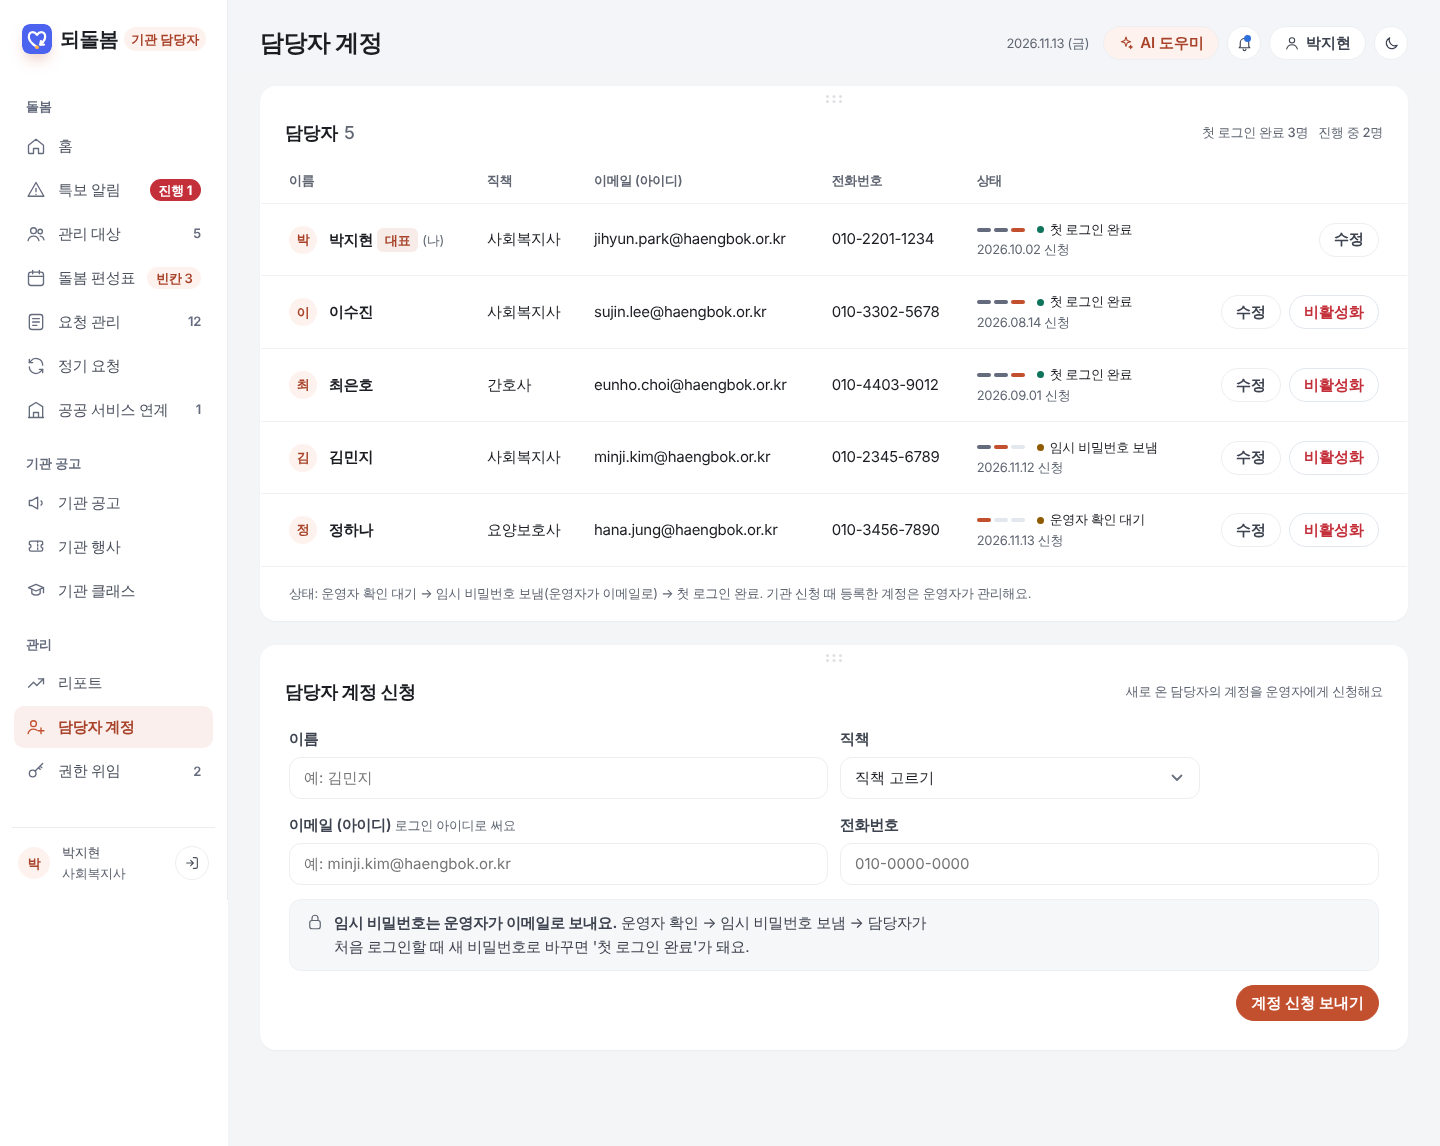 되돌봄 기관 담당자
돌봄
홈
특보 알림 진행 1
관리 대상 5
돌봄 편성표 빈칸 3
요청 관리 12
정기 요청
공공 서비스 연계 1
기관 공고
기관 공고
기관 행사
기관 클래스
관리
리포트
담당자 계정
권한 위임 2
박 박지현
사회복지사
담당자 계정
2026.11.13 (금) AI 도우미 박지현
담당자 5
첫 로그인 완료 3명 진행 중 2명
이름 직책 이메일 (아이디) 전화번호 상태
박 박지현 대표 (나) 사회복지사 jihyun.park@haengbok.or.kr 010-2201-1234 첫 로그인 완료 수정
2026.10.02 신청
이 이수진 사회복지사 sujin.lee@haengbok.or.kr 010-3302-5678 첫 로그인 완료 수정 비활성화
2026.08.14 신청
최 최은호 간호사 eunho.choi@haengbok.or.kr 010-4403-9012 첫 로그인 완료 수정 비활성화
2026.09.01 신청
김 김민지 사회복지사 minji.kim@haengbok.or.kr 010-2345-6789 임시 비밀번호 보냄 수정 비활성화
2026.11.12 신청
정 정하나 요양보호사 hana.jung@haengbok.or.kr 010-3456-7890 운영자 확인 대기 수정 비활성화
2026.11.13 신청
상태: 운영자 확인 대기 → 임시 비밀번호 보냄(운영자가 이메일로) → 첫 로그인 완료. 기관 신청 때 등록한 계정은 운영자가 관리해요.
담당자 계정 신청
새로 온 담당자의 계정을 운영자에게 신청해요
이름 직책
예: 김민지 직책 고르기
이메일 (아이디) 로그인 아이디로 써요 전화번호
예: minji.kim@haengbok.or.kr 010-0000-0000
임시 비밀번호는 운영자가 이메일로 보내요. 운영자 확인 → 임시 비밀번호 보냄 → 담당자가
처음 로그인할 때 새 비밀번호로 바꾸면 '첫 로그인 완료'가 돼요.
계정 신청 보내기